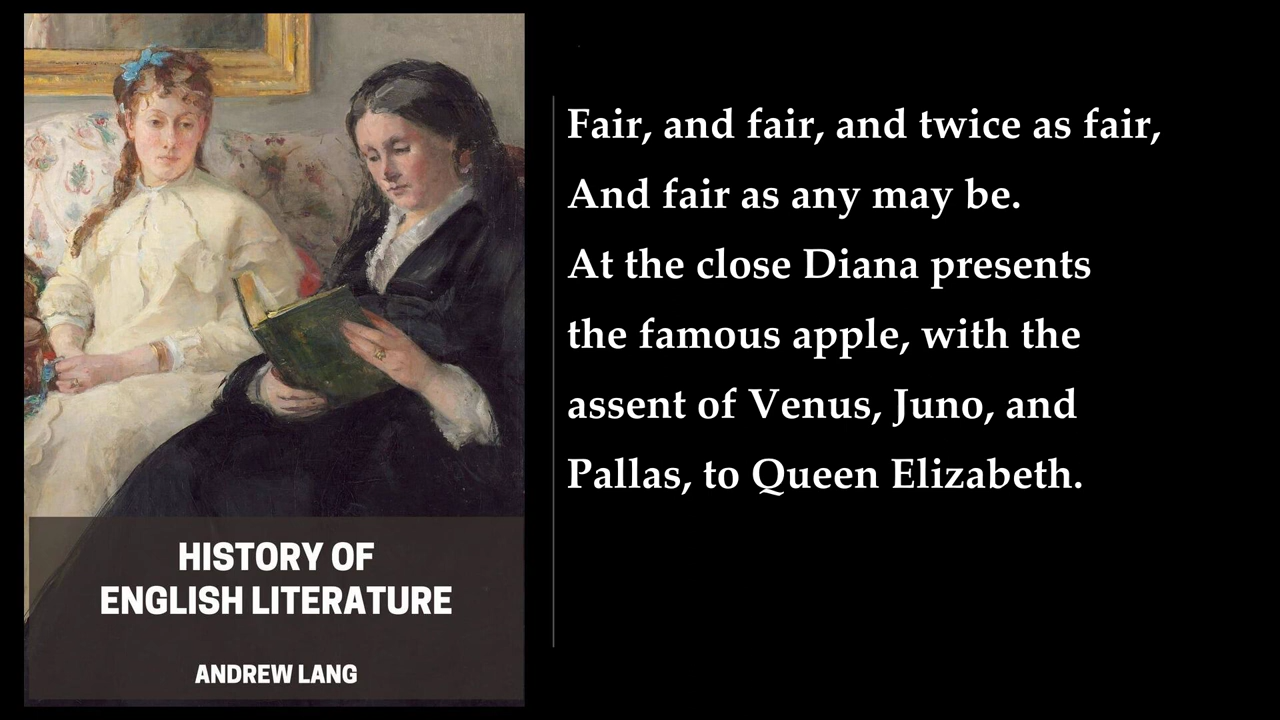 HISTORY OF
ENGLISH LITERATURE
ANDREW LANG
Fair, and fair, and twice as fair,
And fair as any may be.
At the close Diana presents
the famous apple, with the
assent of Venus, Juno, and
Pallas, to Queen Elizabeth.